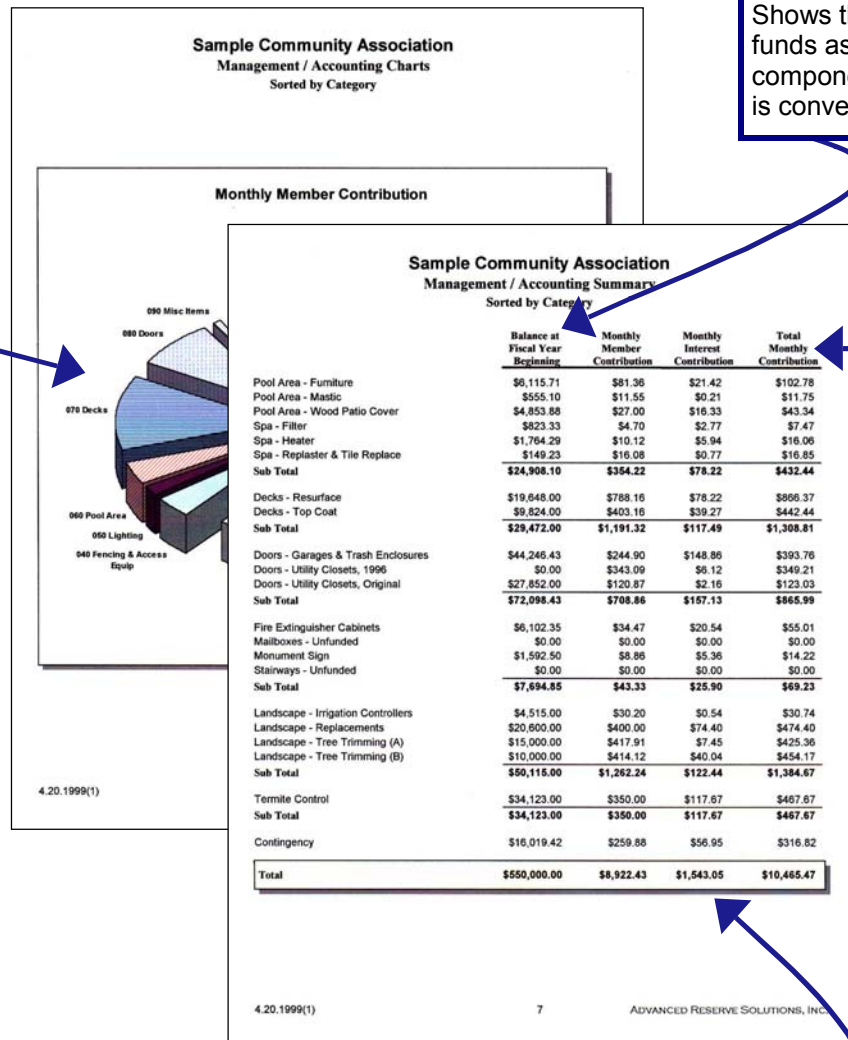 Shows
funds as
is conve
Sample Community Association
Management / Accounting Charts
Sorted by Category
Monthly Member Contribution
090 Misc Items
080 Doors
070 Decks
060 Pool Area
050 Lighting
040 Fencing & Access
Equip
4.20.1999(1)
Sample Community Association
Management / Accounting Summary
Sorted by Category
Balance at Monthly Monthly Total
Fiscal Year Member Interest Monthly
Beginning Contribution Contribution Contribution
Pool Area - Furniture $6,115.71 $81.36 $21.42 $102.78
Pool Area - Mastic $555.10 $11.55 $0.21 $11.75
Pool Area - Wood Patio Cover $4,853.88 $27.00 $16.33 $43.34
Spa - Filter $823.33 $4.70 $2.77 $7.47
Spa - Heater $1,764.29 $10.12 $5.94 $16.06
Spa - Replaster & Tile Replace $149.23 $16.08 $0.77 $16.85
Sub Total $24,908.10 $354.22 $78.22 $432.44
Decks - Resurface $19,648.00 $788.16 $78.22 $866.37
Decks - Top Coat $9,824.00 $403.16 $39.27 $442.44
Sub Total $29,472.00 $1,191.32 $117.49 $1,308.81
Doors - Garages & Trash Enclosures $44,246.43 $244.90 $148.86 $393.76
Doors - Utility Closets, 1996 $0.00 $343.09 $6.12 $349.21
Doors - Utility Closets, Original $27,852.00 $120.87 $2.16 $123.03
Sub Total $72,098.43 $708.86 $157.13 $865.99
Fire Extinguisher Cabinets $6,102.35 $34.47 $20.54 $55.01
Mailboxes - Unfunded $0.00 $0.00 $0.00 $0.00
Monument Sign $1,592.50 $8.86 $5.36 $14.22
Stairways - Unfunded $0.00 $0.00 $0.00 $0.00
Sub Total $7,694.85 $43.33 $25.90 $69.23
Landscape - Irrigation Controllers $4,515.00 $30.20 $0.54 $30.74
Landscape - Replacements $20,600.00 $400.00 $74.40 $474.40
Landscape - Tree Trimming (A) $15,000.00 $417.91 $7.45 $425.36
Landscape - Tree Trimming (B) $10,000.00 $414.12 $40.04 $454.17
Sub Total $50,115.00 $1,262.24 $122.44 $1,384.67
Termite Control $34,123.00 $350.00 $117.67 $467.67
Sub Total $34,123.00 $350.00 $117.67 $467.67
Contingency $16,019.42 $259.88 $56.95 $316.82
Total $550,000.00 $8,922.43 $1,543.05 $10,465.47
4.20.1999(1) 7 ADVANCED RESERVE SOLUTIONS, INC.